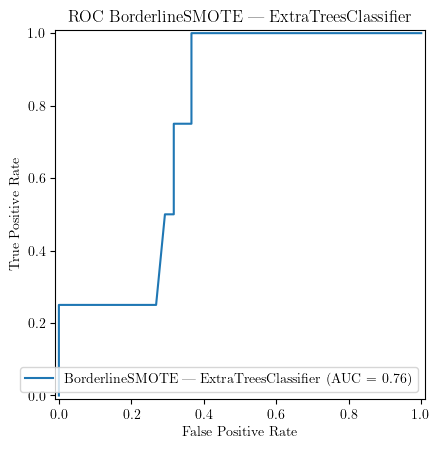 ROC BorderlineSMOTE — ExtraTreesClassifier
1.0
0.8
0.6
0.4
0.2
0.0
True Positive Rate
BorderlineSMOTE — ExtraTreesClassifier (AUC = 0.76)
0.0 0.2 0.4 0.6 0.8 1.0
False Positive Rate